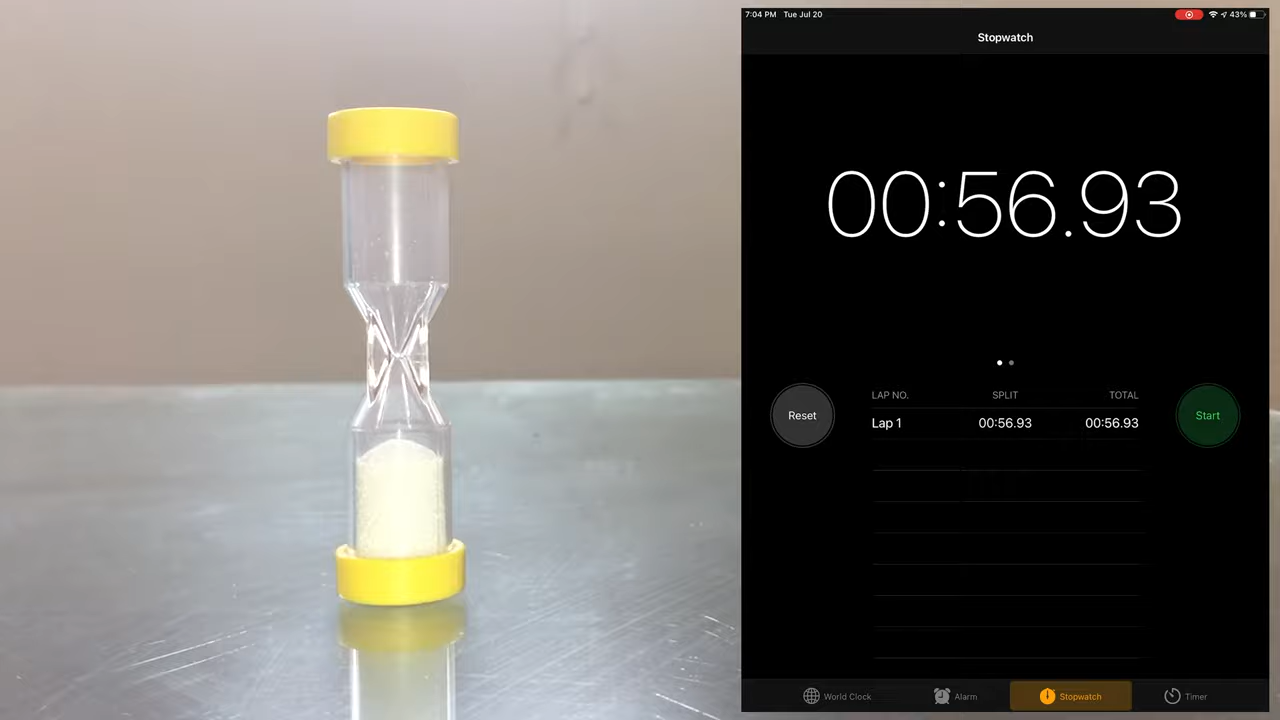 7:04 PM Tue Jul 20
43%
Stopwatch
00:56.93
LAP NO. SPLIT TOTAL
Reset
Lap 1 00:56.93 00:56.93
Start
World Clock
Alarm
Stopwatch
Timer